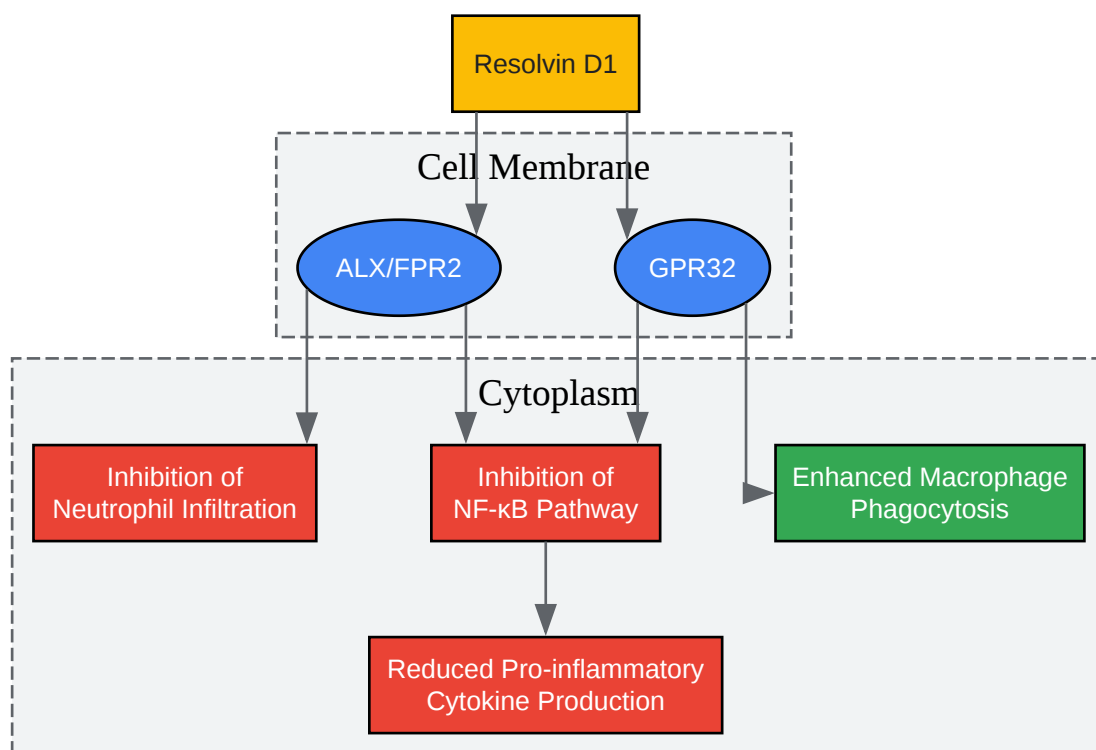 Resolvin D1
Cell Membrane
ALX/FPR2
GPR32
Cytoplasm
Inhibition of
Neutrophil Infiltration
Inhibition of
NF-κB Pathway
Enhanced Macrophage
Phagocytosis
Reduced Pro-inflammatory
Cytokine Production